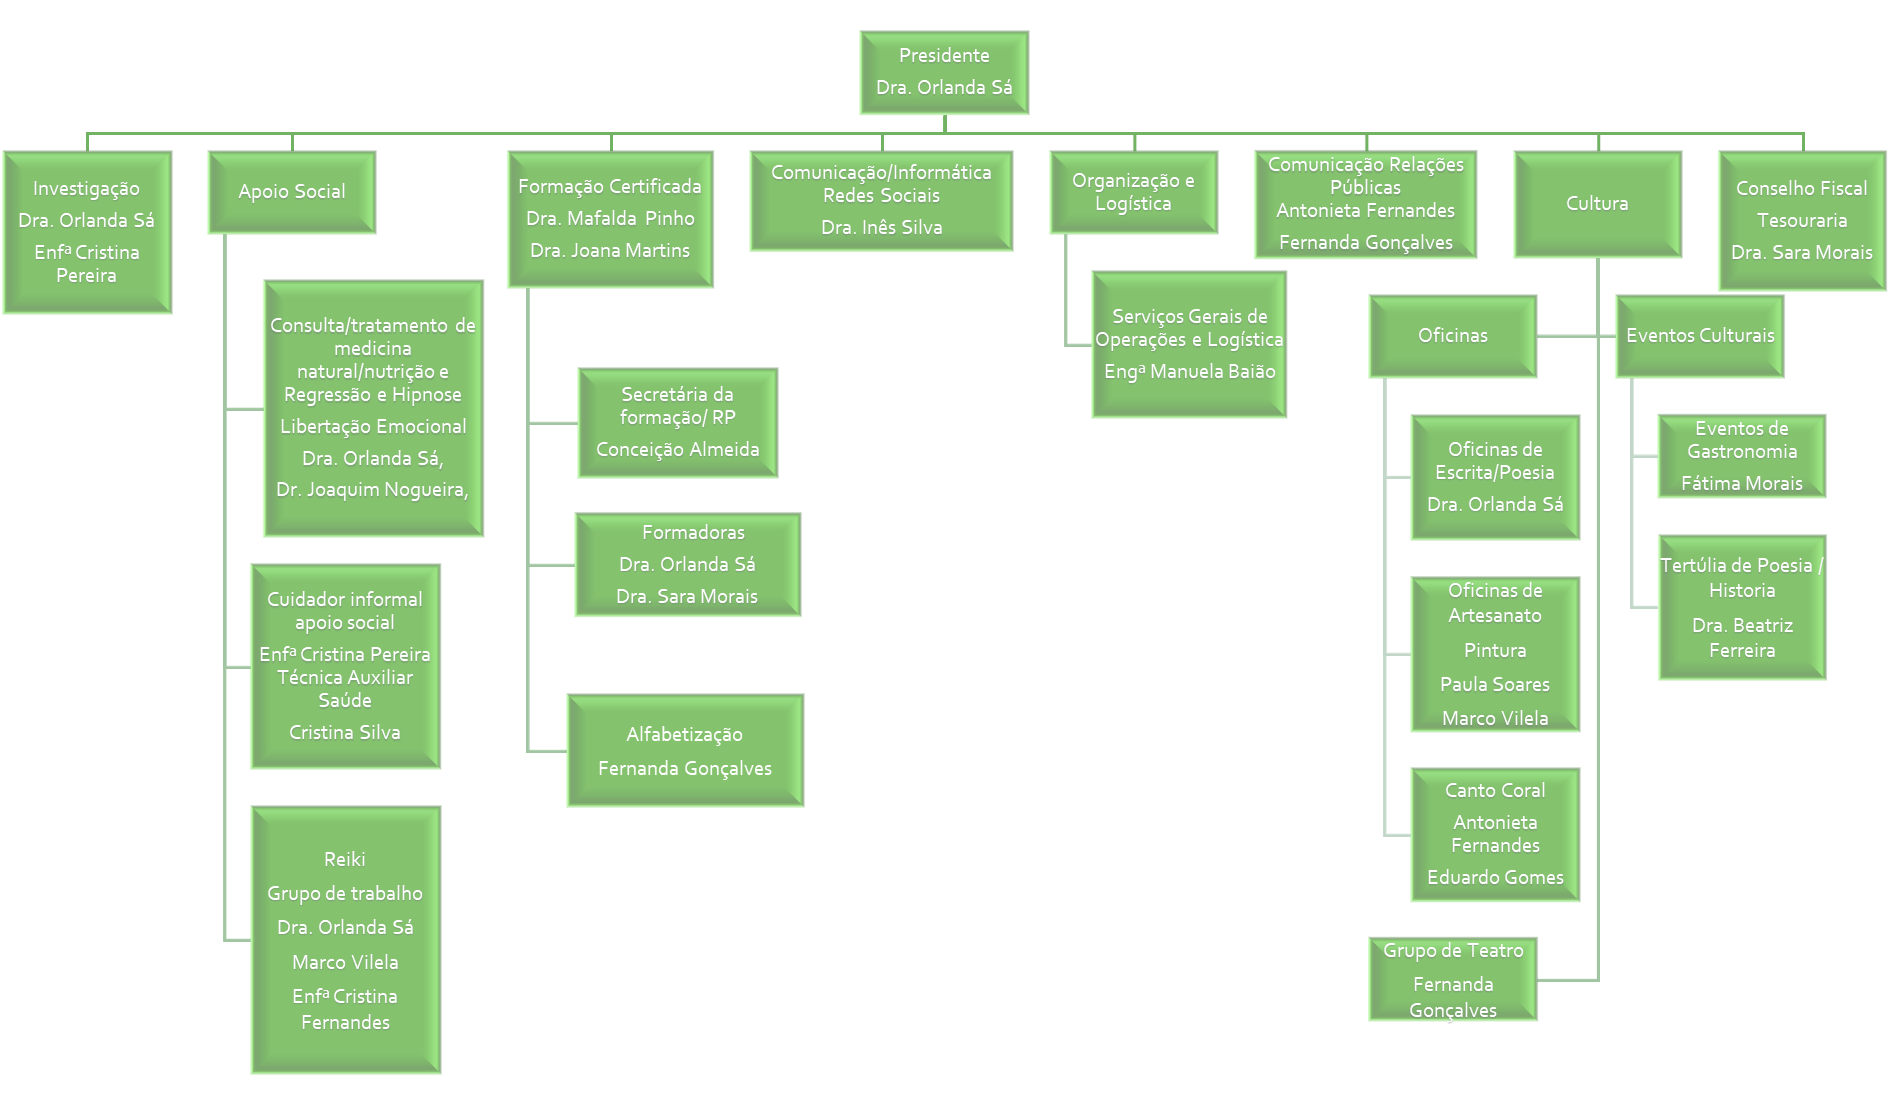 Presidente
Dra. Orlanda Sá
Investigação
Dra. Orlanda Sá
Enfª Cristina
Pereira
Apoio Social
Consulta/tratamento de
medicina
natural/nutrição e
Regressão e Hipnose
Libertação Emocional
Dra. Orlanda Sá,
Dr. Joaquim Nogueira,
Cuidador informal
apoio social
Enfª Cristina Pereira
Técnica Auxiliar
Saúde
Cristina Silva
Reiki
Grupo de trabalho
Dra. Orlanda Sá
Marco Vilela
Enfª Cristina
Fernandes
Formação Certificada
Dra. Mafalda Pinho
Dra. Joana Martins
Secretária da
formação/ RP
Conceição Almeida
Formadoras
Dra. Orlanda Sá
Dra. Sara Morais
Alfabetização
Fernanda Gonçalves
Comunicação/Informática
Redes Sociais
Dra. Inês Silva
Organização e
Logística
Serviços Gerais de
Operações e Logística
Engª Manuela Baião
Comunicação Relações
Públicas
Antonieta Fernandes
Fernanda Gonçalves
Cultura
Oficinas
Oficinas de
Escrita/Poesia
Dra. Orlanda Sá
Oficinas de
Artesanato
Pintura
Paula Soares
Marco Vilela
Canto Coral
Antonieta
Fernandes
Eduardo Gomes
Eventos Culturais
Eventos de
Gastronomia
Fátima Morais
Tertúlia de Poesia /
Historia
Dra. Beatriz
Ferreira
Grupo de Teatro
Fernanda
Gonçalves
Conselho Fiscal
Tesouraria
Dra. Sara Morais